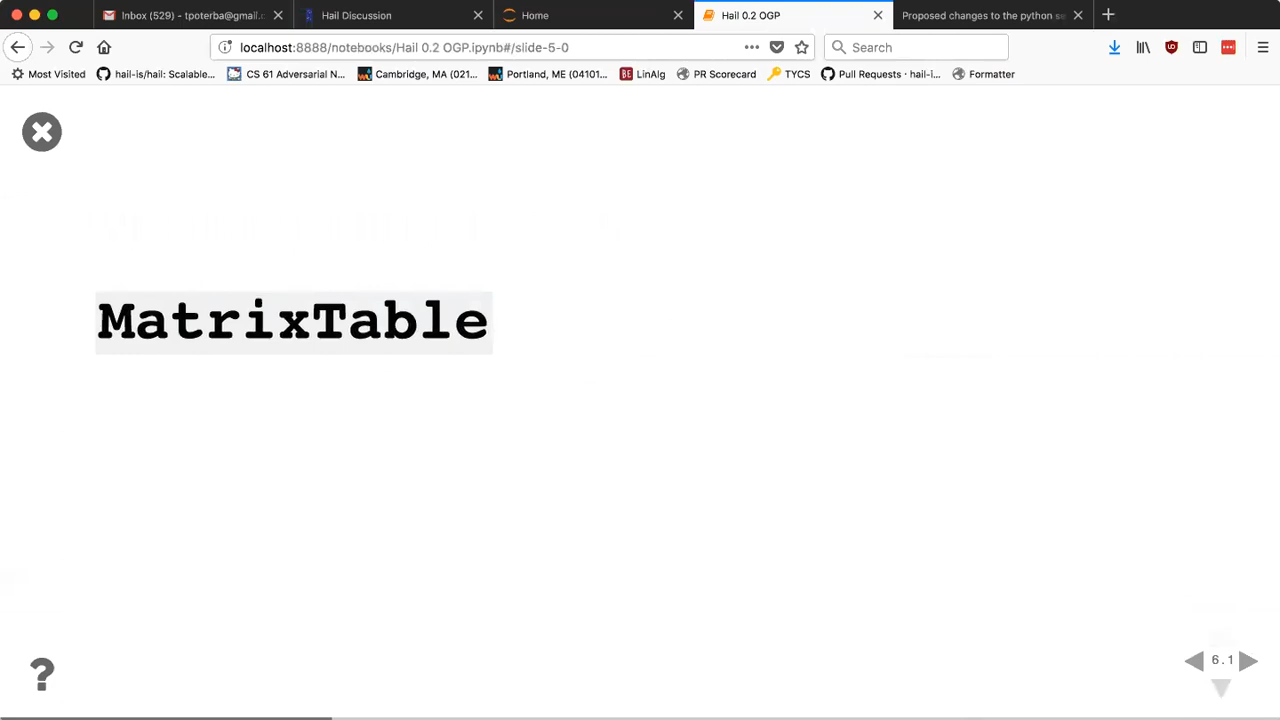 Inbox (529) - tpoterba@gmail.c
Hail Discussion
Home
Hail 0.2 OGP
Proposed changes to the python se
localhost:8888/notebooks/Hail 0.2 OGP.ipynb#/slide-5-0
Search
Most Visited
hail-is/hail: Scalable...
CS 61 Adversarial N...
Cambridge, MA (021...
Portland, ME (04101...
BE LinAlg
PR Scorecard
TYCS
Pull Requests · hail-i...
Formatter
MatrixTable
?
6.1